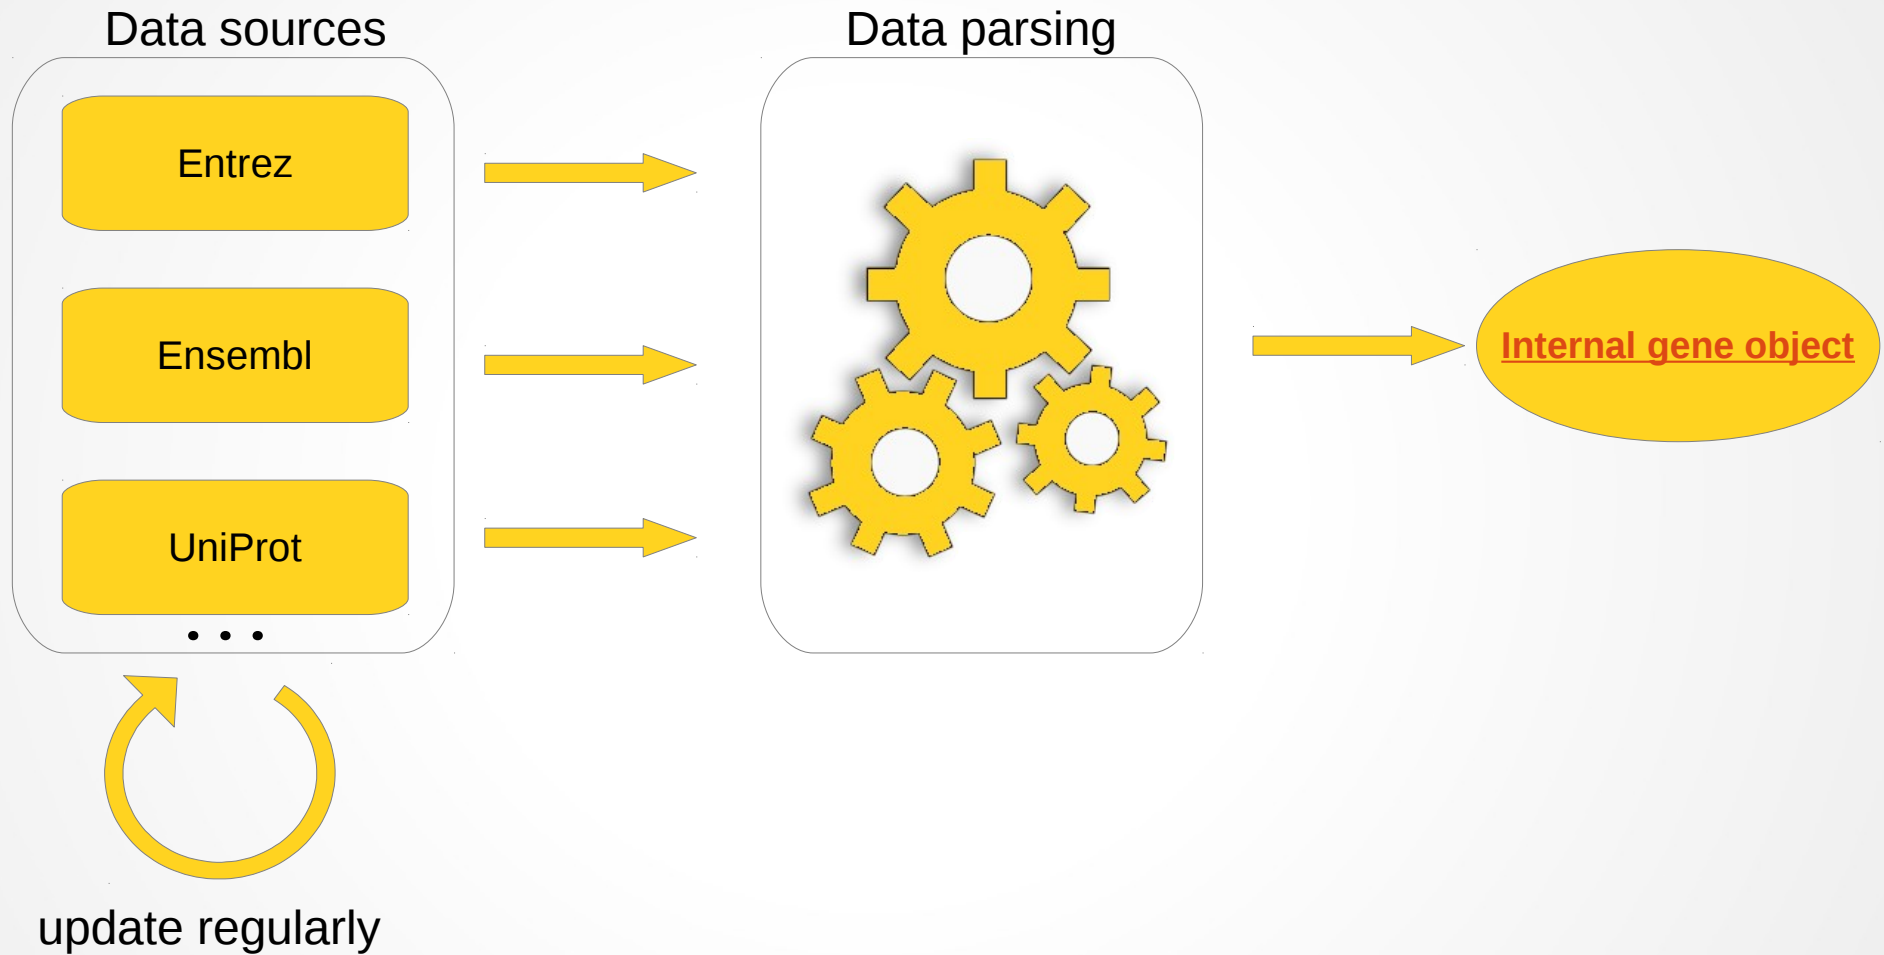 Data sources
Data parsing
Entrez
Ensembl
UniProt
...
Internal gene object
update regularly